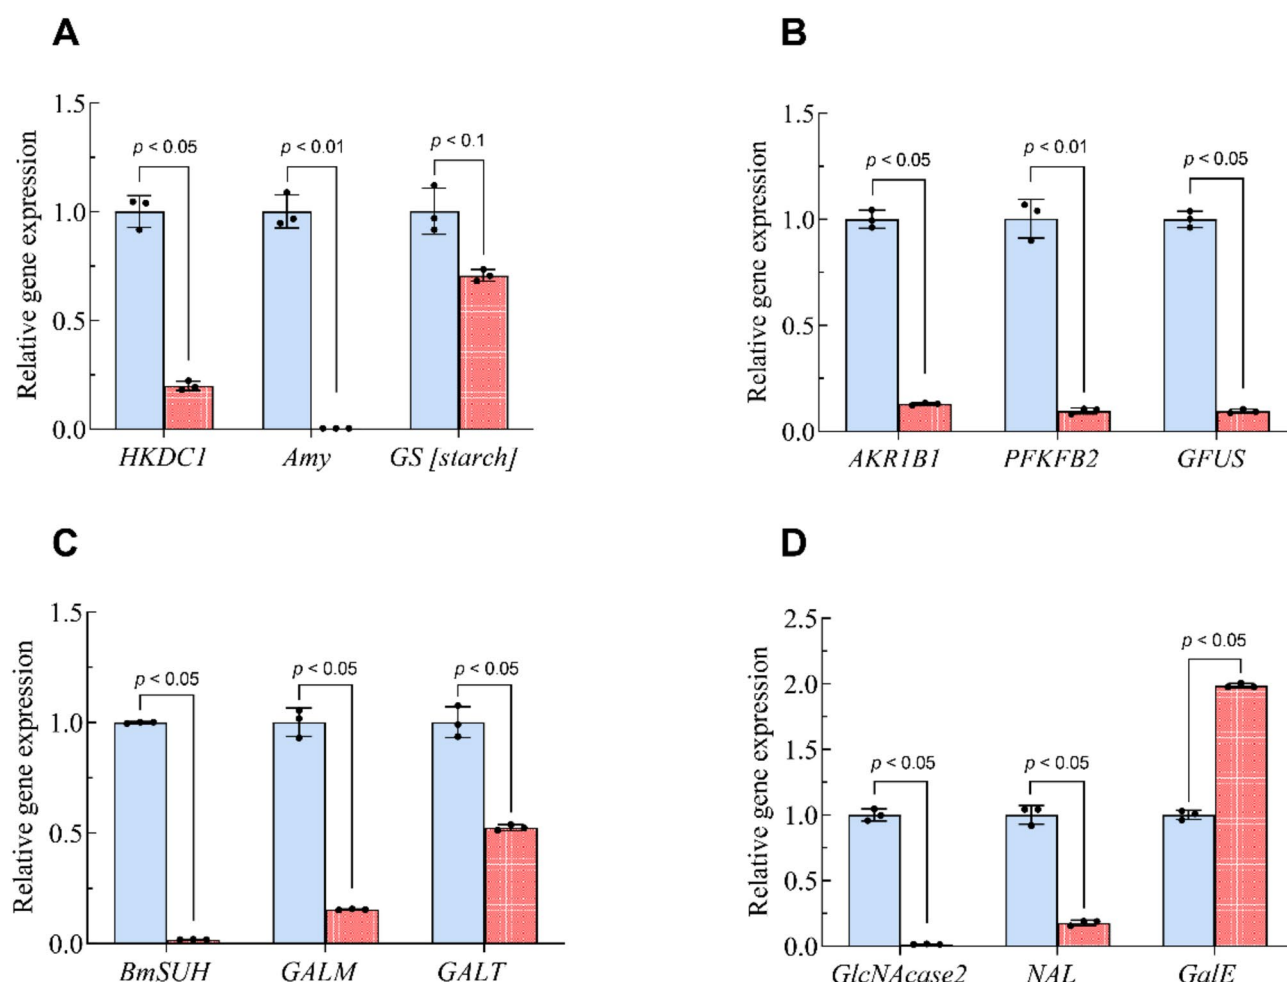 A
Relative gene expression
1.5
1.0
0.5
0.0
p < 0.05
p < 0.01
p < 0.1
HKDC1
Amy
GS [starch]
B
Relative gene expression
1.5
1.0
0.5
0.0
p < 0.05
p < 0.01
p < 0.05
AKR1B1
PFKFB2
GFUS
C
Relative gene expression
1.5
1.0
0.5
0.0
p < 0.05
p < 0.05
p < 0.05
BmSUH
GALM
GALT
D
Relative gene expression
2.5
2.0
1.5
1.0
0.5
0.0
p < 0.05
p < 0.05
p < 0.05
GlcNAcase2
NAL
GalE